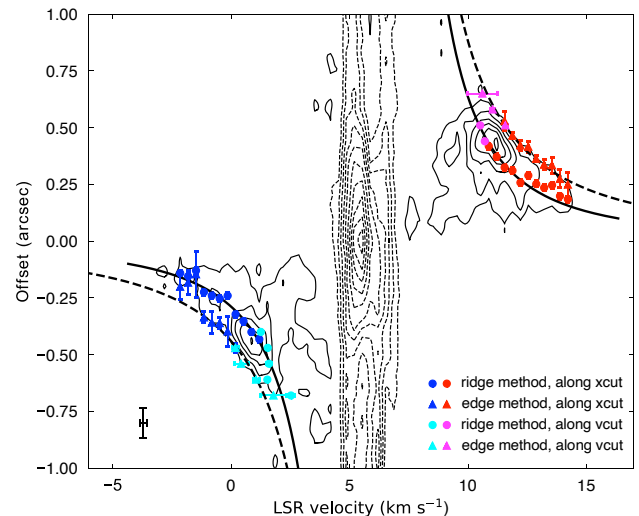 1.00
0.75
0.50
0.25
0.00
−0.25
−0.50
−0.75
−1.00
Offset (arcsec)
ridge method, along xcut
edge method, along xcut
ridge method, along vcut
edge method, along vcut
−5
0
5
10
15
LSR velocity (km s⁻¹)